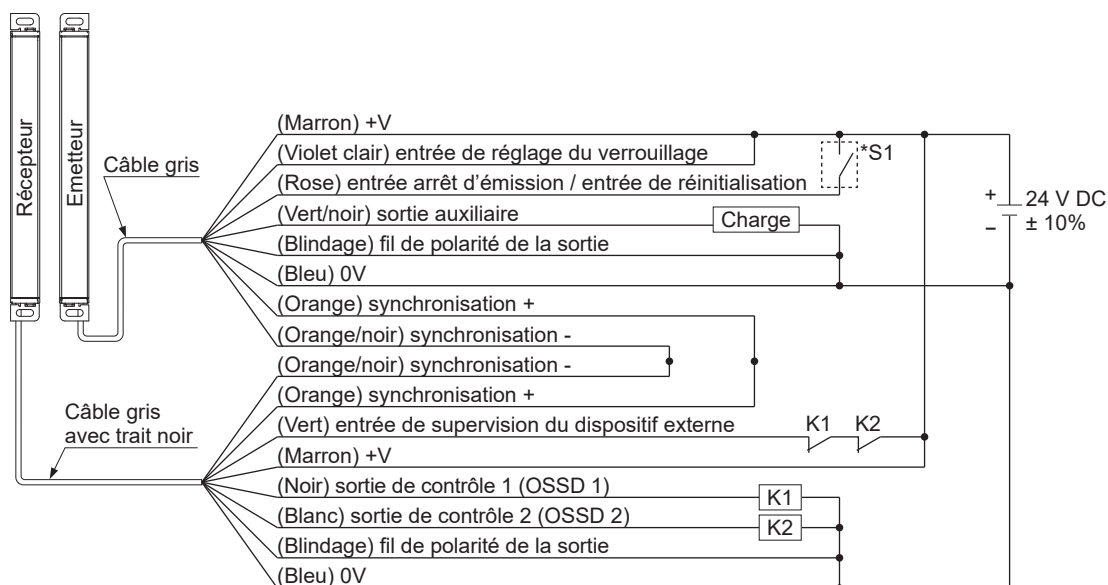 Récepteur
Emetteur
Câble gris
(Marron) +V
(Violet clair) entrée de réglage du verrouillage
*S1
(Rose) entrée arrêt d'émission / entrée de réinitialisation
(Vert/noir) sortie auxiliaire
Charge
+
24 V DC
−
± 10%
(Blindage) fil de polarité de la sortie
(Bleu) 0V
(Orange) synchronisation +
(Orange/noir) synchronisation -
(Orange/noir) synchronisation -
(Orange) synchronisation +
Câble gris
avec trait noir
(Vert) entrée de supervision du dispositif externe
K1
K2
(Marron) +V
(Noir) sortie de contrôle 1 (OSSD 1)
K1
(Blanc) sortie de contrôle 2 (OSSD 2)
K2
(Blindage) fil de polarité de la sortie
(Bleu) 0V